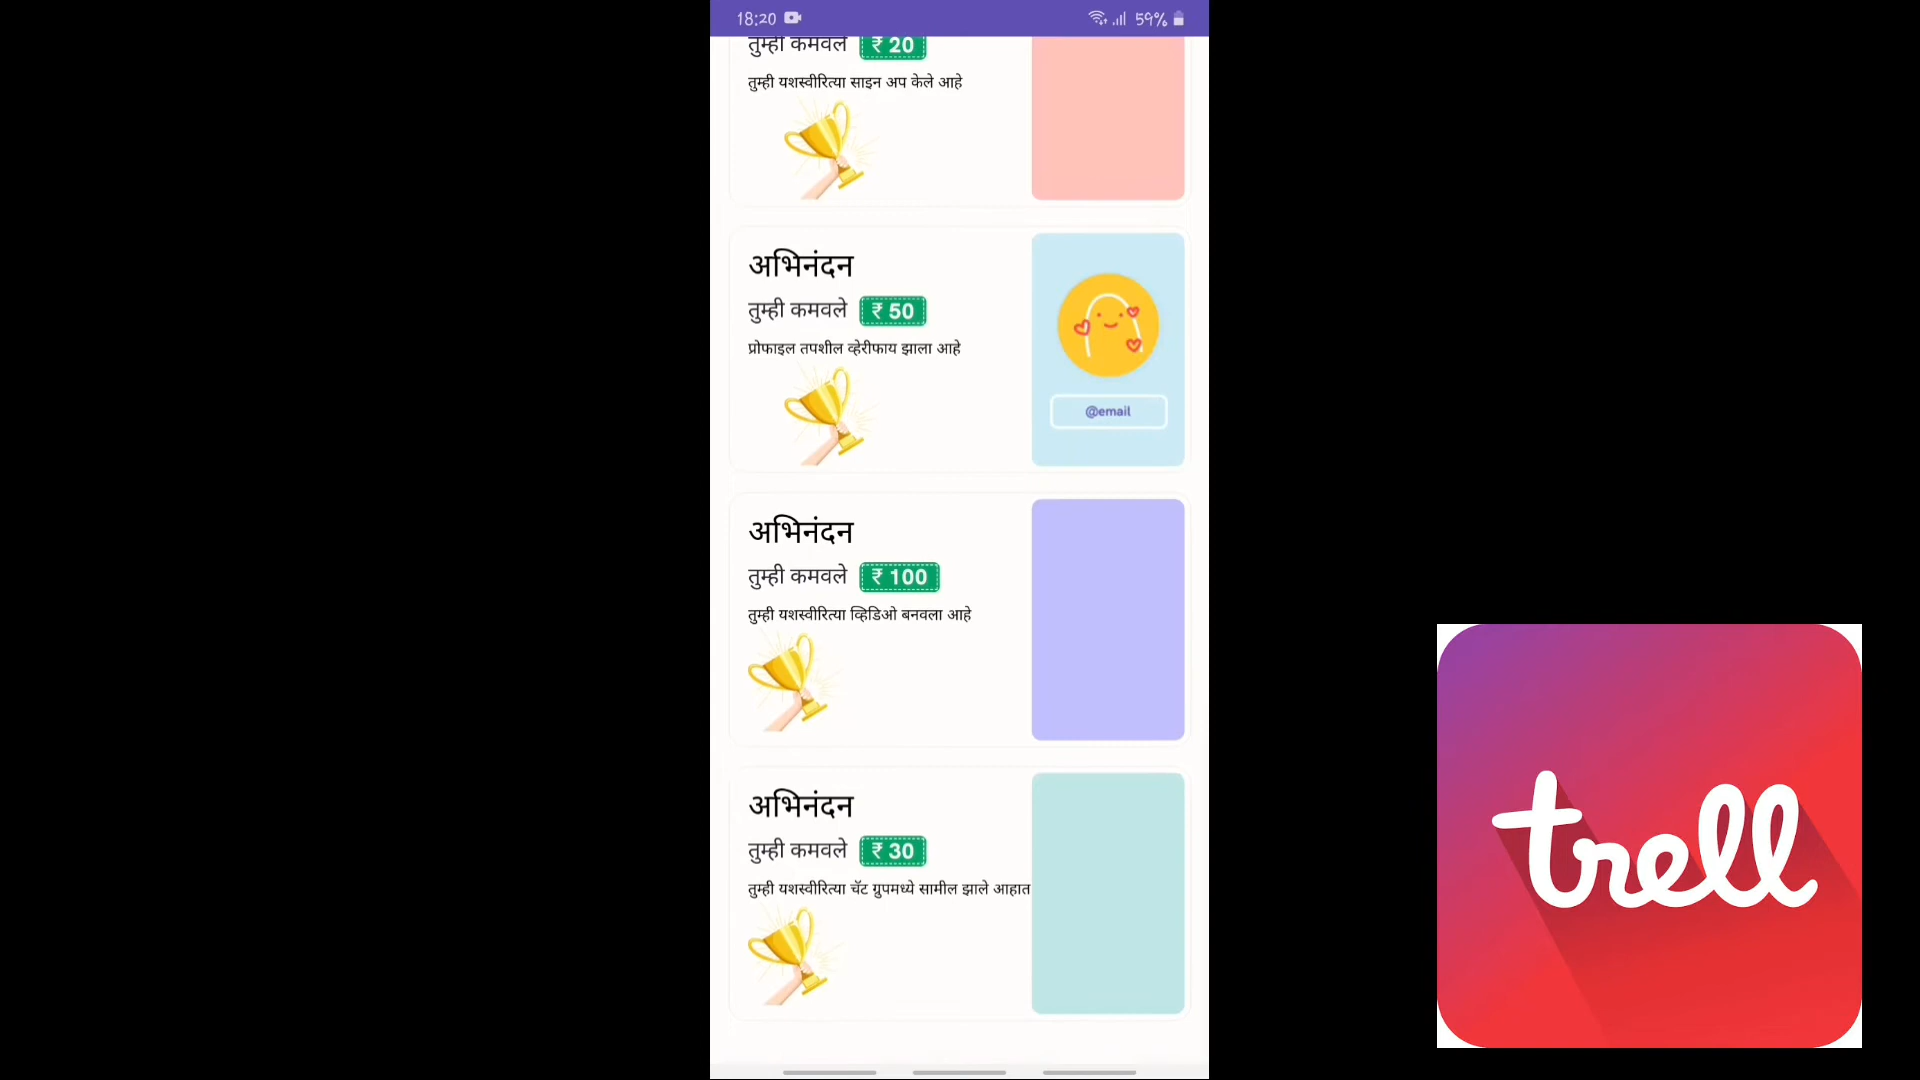 18:20 59%
तुम्ही कमवले ₹ 20
तुम्ही यशस्वीरित्या साइन अप केले आहे
अभिनंदन
तुम्ही कमवले ₹ 50
प्रोफाइल तपशील व्हेरीफाय झाला आहे
@email
अभिनंदन
तुम्ही कमवले ₹ 100
तुम्ही यशस्वीरित्या व्हिडिओ बनवला आहे
अभिनंदन
तुम्ही कमवले ₹ 30
तुम्ही यशस्वीरित्या चॅट ग्रुपमध्ये सामील झाले आहात
trell